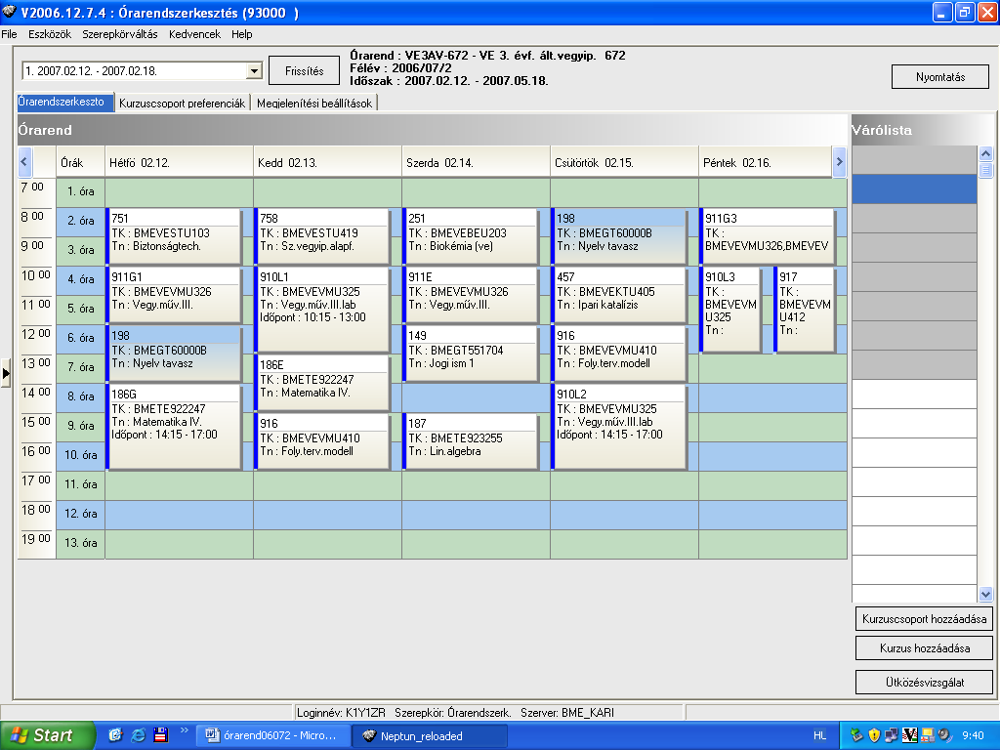 V2006.12.7.4 : Órarendszerkesztés (93000 )
File Eszközök Szerepkörváltás Kedvencek Help
1. 2007.02.12. - 2007.02.18.
Frissítés
Órarend : VE3AV-672 - VE 3. évf. ált.vegyip. 672
Félév : 2006/07/2
Időszak : 2007.02.12. - 2007.05.18.
Nyomtatás
Órarendszerkeszto Kurzuscsoport preferenciák Megjelenítési beállítások
Órarend
Várólista
Órák Hétfő 02.12. Kedd 02.13. Szerda 02.14. Csütörtök 02.15. Péntek 02.16.
7 00 1. óra
8 00 2. óra
9 00 3. óra
10 00 4. óra
11 00 5. óra
12 00 6. óra
13 00 7. óra
14 00 8. óra
15 00 9. óra
16 00 10. óra
17 00 11. óra
18 00 12. óra
19 00 13. óra
751
TK : BMEVESTU103
Tn : Biztonságtech.
911G1
TK : BMEVEVMU326
Tn : Vegy.műv.III.
198
TK : BMEGT60000B
Tn : Nyelv tavasz
186G
TK : BMETE922247
Tn : Matematika IV.
Időpont : 14:15 - 17:00
758
TK : BMEVESTU419
Tn : Sz.vegyip.alapf.
910L1
TK : BMEVEVMU325
Tn : Vegy.műv.III.lab
Időpont : 10:15 - 13:00
186E
TK : BMETE922247
Tn : Matematika IV.
916
TK : BMEVEVMU410
Tn : Foly.terv.modell
251
TK : BMEVEBEU203
Tn : Biokémia (ve)
911E
TK : BMEVEVMU326
Tn : Vegy.műv.III.
149
TK : BMEGT551704
Tn : Jogi ism 1
187
TK : BMETE923255
Tn : Lin.algebra
198
TK : BMEGT60000B
Tn : Nyelv tavasz
457
TK : BMEVEKTU405
Tn : Ipari katalízis
916
TK : BMEVEVMU410
Tn : Foly.terv.modell
910L2
TK : BMEVEVMU325
Tn : Vegy.műv.III.lab
Időpont : 14:15 - 17:00
911G3
TK :
BMEVEVMU326,BMEVEV
910L3
TK :
BMEVEVM
U325
Tn :
917
TK :
BMEVEVM
U412
Tn :
Kurzuscsoport hozzáadása
Kurzus hozzáadása
Ütközésvizsgálat
Loginnév: K1Y1ZR Szerepkör: Órarendszerk. Szerver: BME_KARI
Start
órarend06072 - Micro...
Neptun_reloaded
HL
9:40